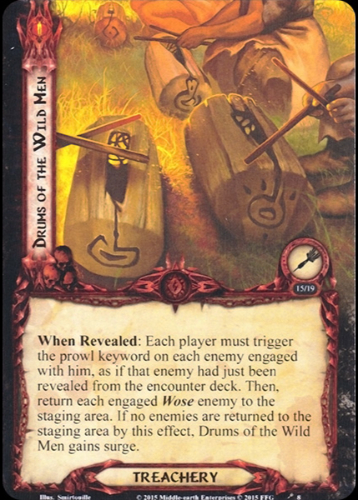 DRUMS OF THE WILD MEN
15/19
When Revealed: Each player must trigger
the prowl keyword on each enemy engaged
with him, as if that enemy had just been
revealed from the encounter deck. Then,
return each engaged Wose enemy to the
staging area. If no enemies are returned to the
staging area by this effect, Drums of the Wild
Men gains surge.
TREACHERY
Illus. Smirtouille © 2015 Middle-earth Enterprises © 2015 FFG 8